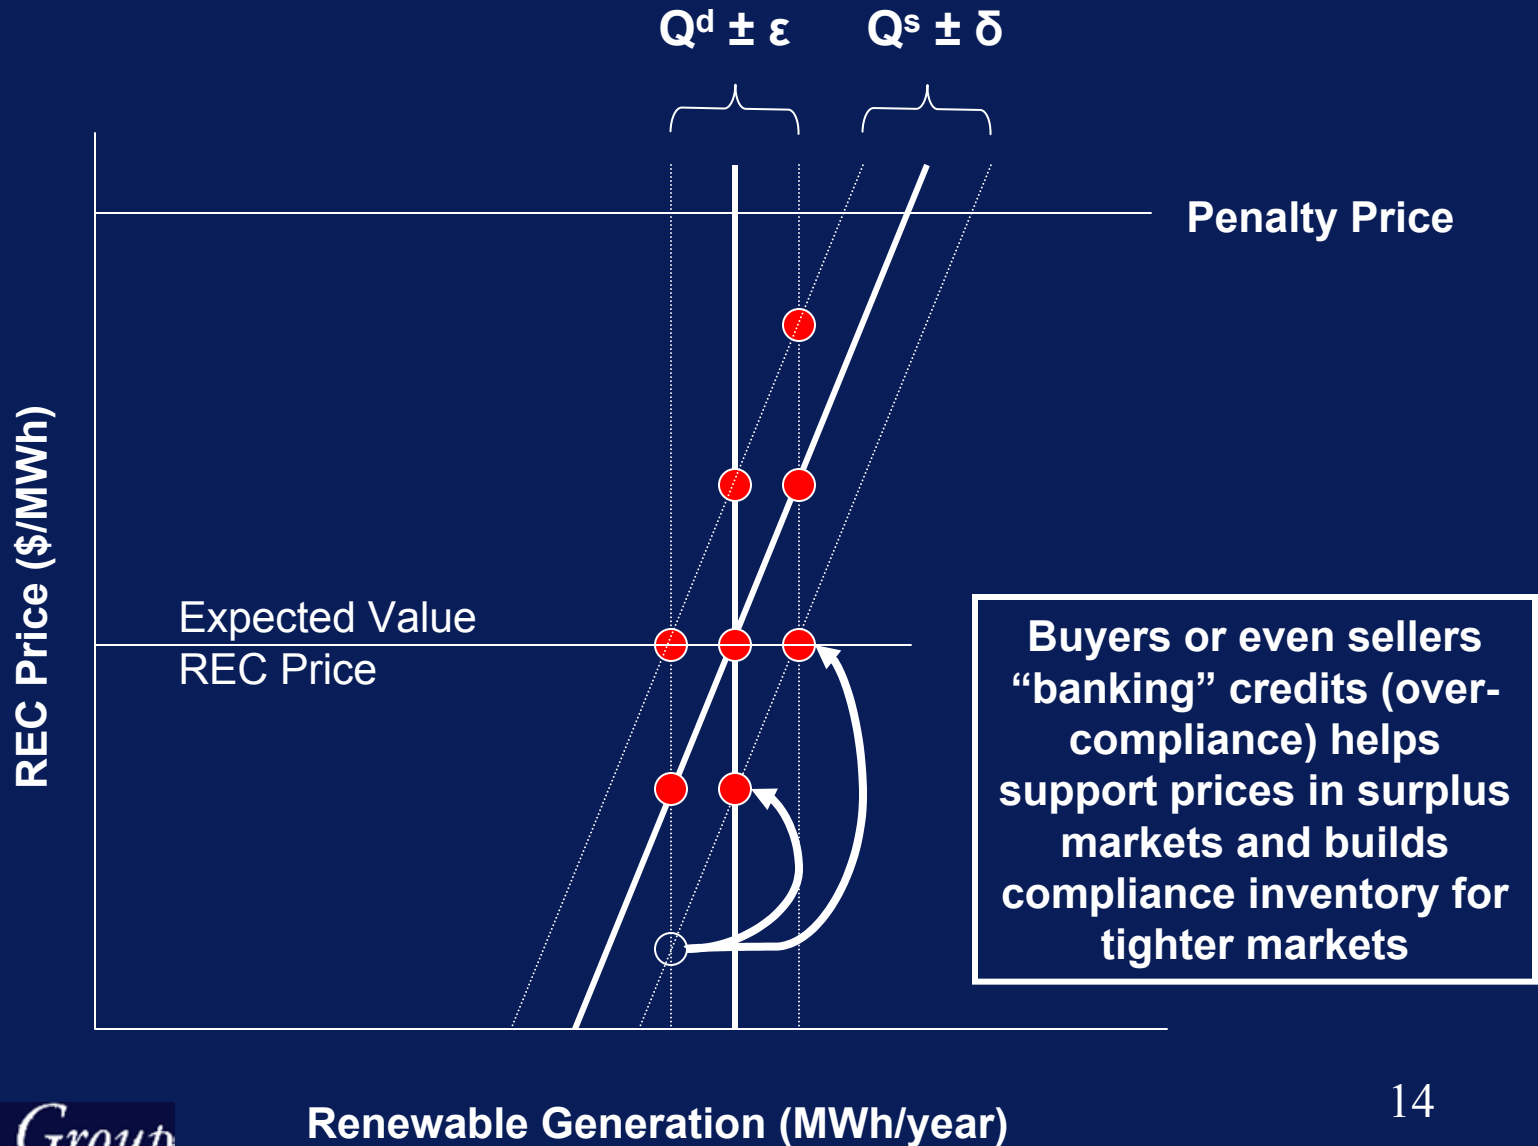 Qᵈ ± ε
Qˢ ± δ
Penalty Price
REC Price ($/MWh)
Expected Value
REC Price
Buyers or even sellers
“banking” credits (over-
compliance) helps
support prices in surplus
markets and builds
compliance inventory for
tighter markets
Renewable Generation (MWh/year)
14
Group